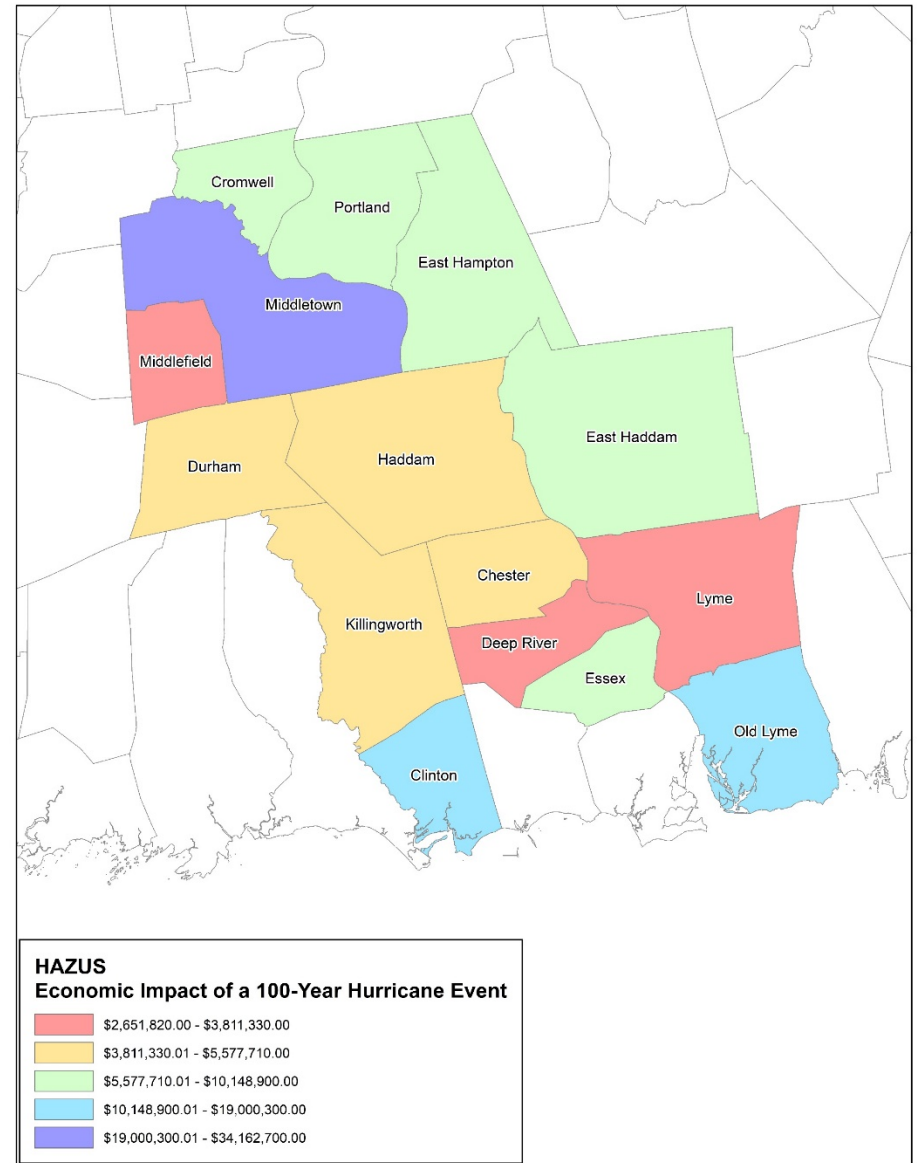 Cromwell
Portland
East Hampton
Middletown
Middlefield
East Haddam
Haddam
Durham
Chester
Lyme
Killingworth
Deep River
Essex
Old Lyme
Clinton
HAZUS
Economic Impact of a 100-Year Hurricane Event
$2,651,820.00 - $3,811,330.00
$3,811,330.01 - $5,577,710.00
$5,577,710.01 - $10,148,900.00
$10,148,900.01 - $19,000,300.00
$19,000,300.01 - $34,162,700.00